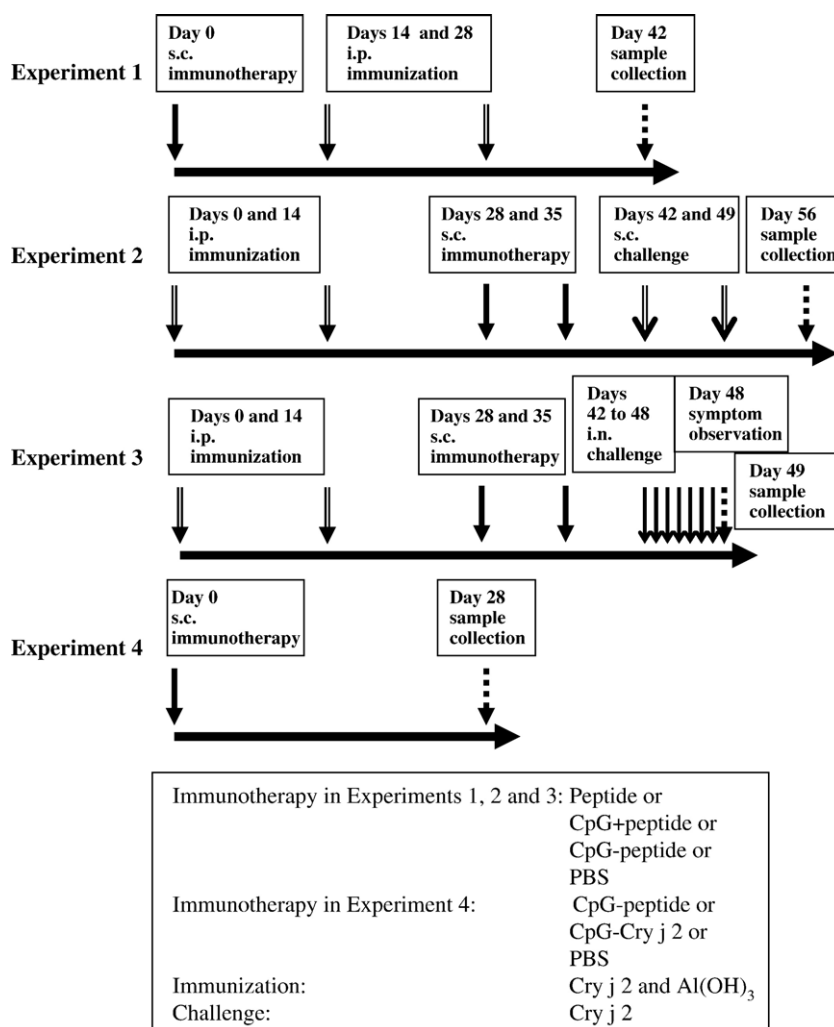 Experiment 1
Day 0
s.c.
immunotherapy
Days 14 and 28
i.p.
immunization
Day 42
sample
collection
Experiment 2
Days 0 and 14
i.p.
immunization
Days 28 and 35
s.c.
immunotherapy
Days 42 and 49
s.c.
challenge
Day 56
sample
collection
Experiment 3
Days 0 and 14
i.p.
immunization
Days 28 and 35
s.c.
immunotherapy
Days
42 to 48
i.n.
challenge
Day 48
symptom
observation
Day 49
sample
collection
Experiment 4
Day 0
s.c.
immunotherapy
Day 28
sample
collection
Immunotherapy in Experiments 1, 2 and 3: Peptide or
CpG+peptide or
CpG-peptide or
PBS
Immunotherapy in Experiment 4: CpG-peptide or
CpG-Cry j 2 or
PBS
Immunization: Cry j 2 and Al(OH)₃
Challenge: Cry j 2